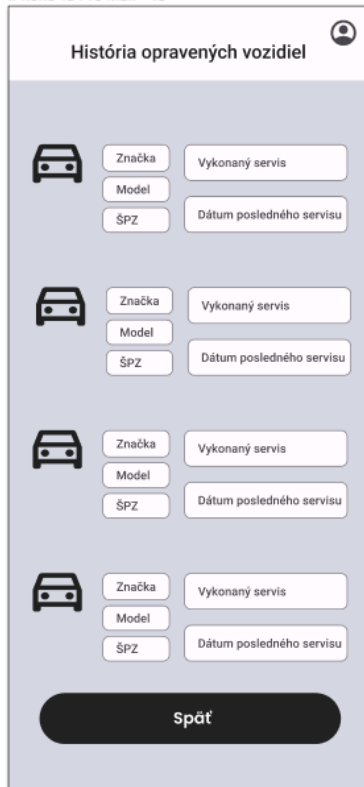 História opravených vozidiel
Značka
Vykonaný servis
Model
ŠPZ
Dátum posledného servisu
Značka
Vykonaný servis
Model
ŠPZ
Dátum posledného servisu
Značka
Vykonaný servis
Model
ŠPZ
Dátum posledného servisu
Značka
Vykonaný servis
Model
ŠPZ
Dátum posledného servisu
Späť